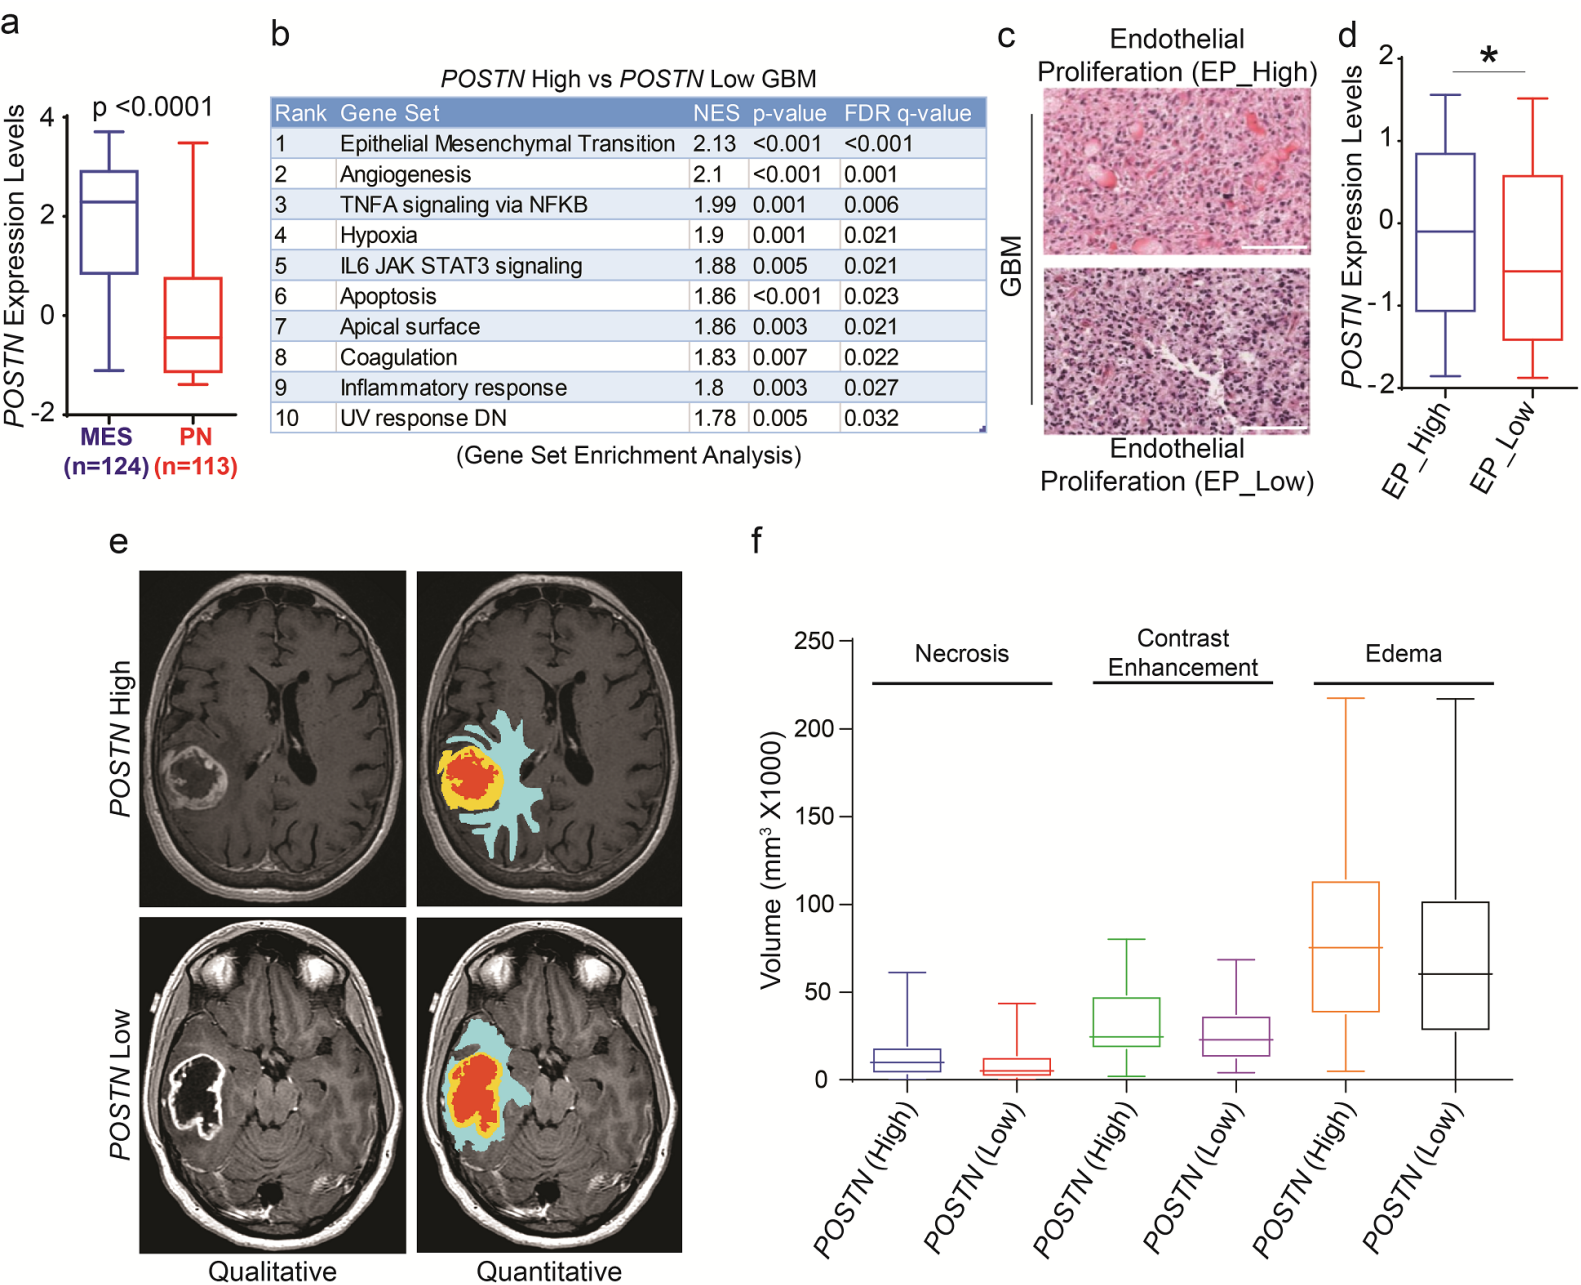 a
p <0.0001
POSTN Expression Levels
4
2
0
-2
MES
(n=124)
PN
(n=113)
b
POSTN High vs POSTN Low GBM
Rank Gene Set NES p-value FDR q-value
1 Epithelial Mesenchymal Transition 2.13 <0.001 <0.001
2 Angiogenesis 2.1 <0.001 0.001
3 TNFA signaling via NFKB 1.99 0.001 0.006
4 Hypoxia 1.9 0.001 0.021
5 IL6 JAK STAT3 signaling 1.88 0.005 0.021
6 Apoptosis 1.86 <0.001 0.023
7 Apical surface 1.86 0.003 0.021
8 Coagulation 1.83 0.007 0.022
9 Inflammatory response 1.8 0.003 0.027
10 UV response DN 1.78 0.005 0.032
(Gene Set Enrichment Analysis)
c
Endothelial
Proliferation (EP_High)
GBM
Endothelial
Proliferation (EP_Low)
d
*
POSTN Expression Levels
2
1
0
-1
-2
EP_High
EP_Low
e
POSTN High
POSTN Low
Qualitative
Quantitative
f
Necrosis
Contrast
Enhancement
Edema
Volume (mm³ X1000)
250
200
150
100
50
0
POSTN (High)
POSTN (Low)
POSTN (High)
POSTN (Low)
POSTN (High)
POSTN (Low)